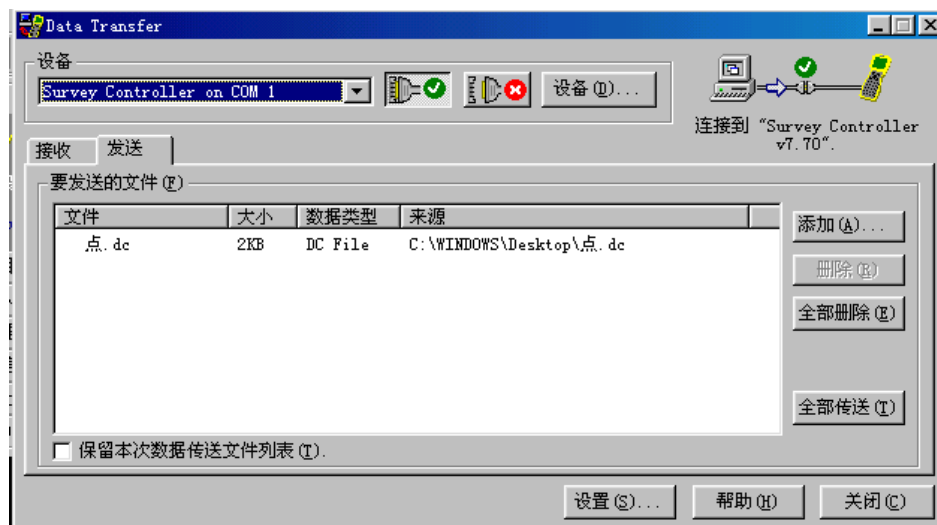 Data Transfer
设备
Survey Controller on COM 1
设备(D)...
连接到 "Survey Controller
v7.70".
接收 发送
要发送的文件(F)
文件 大小 数据类型 来源
点.dc 2KB DC File C:\WINDOWS\Desktop\点.dc
添加(A)...
删除(R)
全部删除(E)
全部传送(T)
保留本次数据传送文件列表(T).
设置(S)... 帮助(H) 关闭(C)